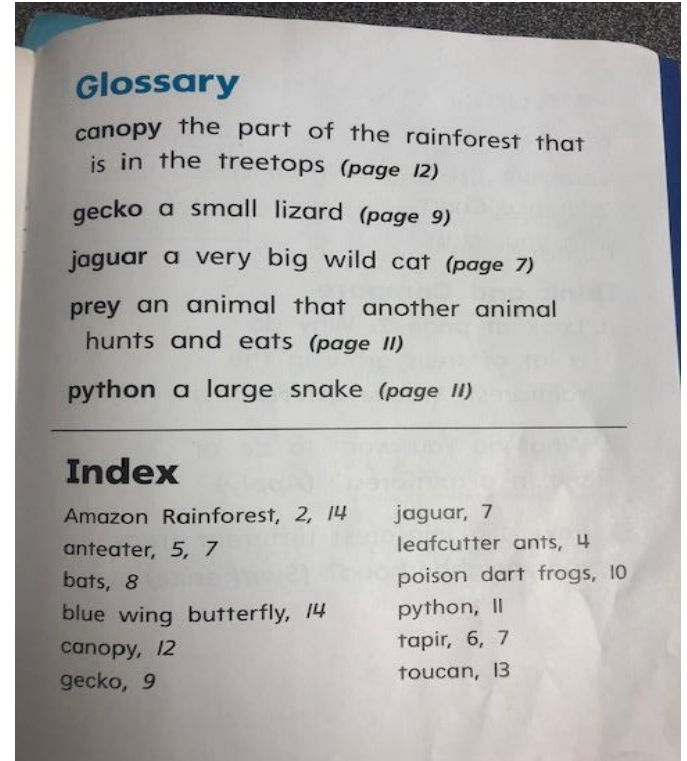 Glossary
canopy the part of the rainforest that
is in the treetops (page 12)
gecko a small lizard (page 9)
jaguar a very big wild cat (page 7)
prey an animal that another animal
hunts and eats (page 11)
python a large snake (page 11)
Index
Amazon Rainforest, 2, 14
anteater, 5, 7
bats, 8
blue wing butterfly, 14
canopy, 12
gecko, 9
jaguar, 7
leafcutter ants, 4
poison dart frogs, 10
python, 11
tapir, 6, 7
toucan, 13